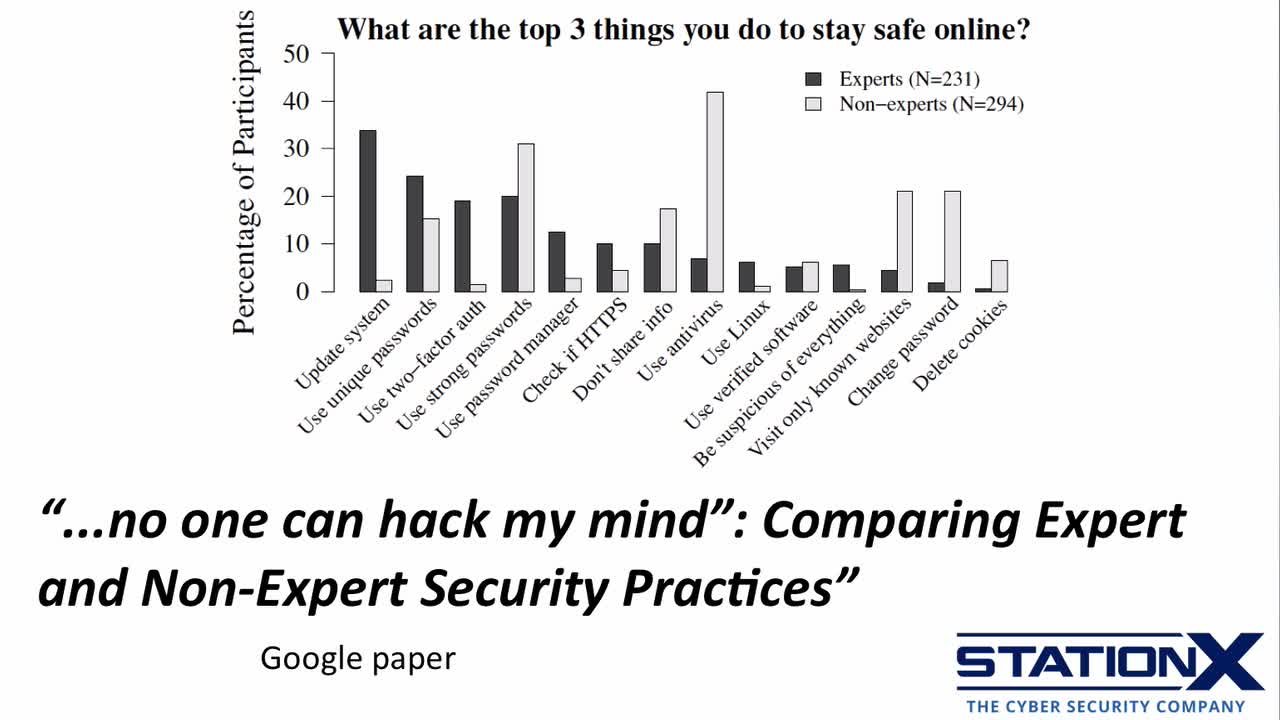 What are the top 3 things you do to stay safe online?
Percentage of Participants
50
40
30
20
10
0
Experts (N=231)
Non−experts (N=294)
Update system
Use unique passwords
Use two−factor auth
Use strong passwords
Use password manager
Check if HTTPS
Don't share info
Use antivirus
Use Linux
Use verified software
Be suspicious of everything
Visit only known websites
Change password
Delete cookies
“...no one can hack my mind”: Comparing Expert
and Non-Expert Security Practices”
Google paper
STATIONX
THE CYBER SECURITY COMPANY